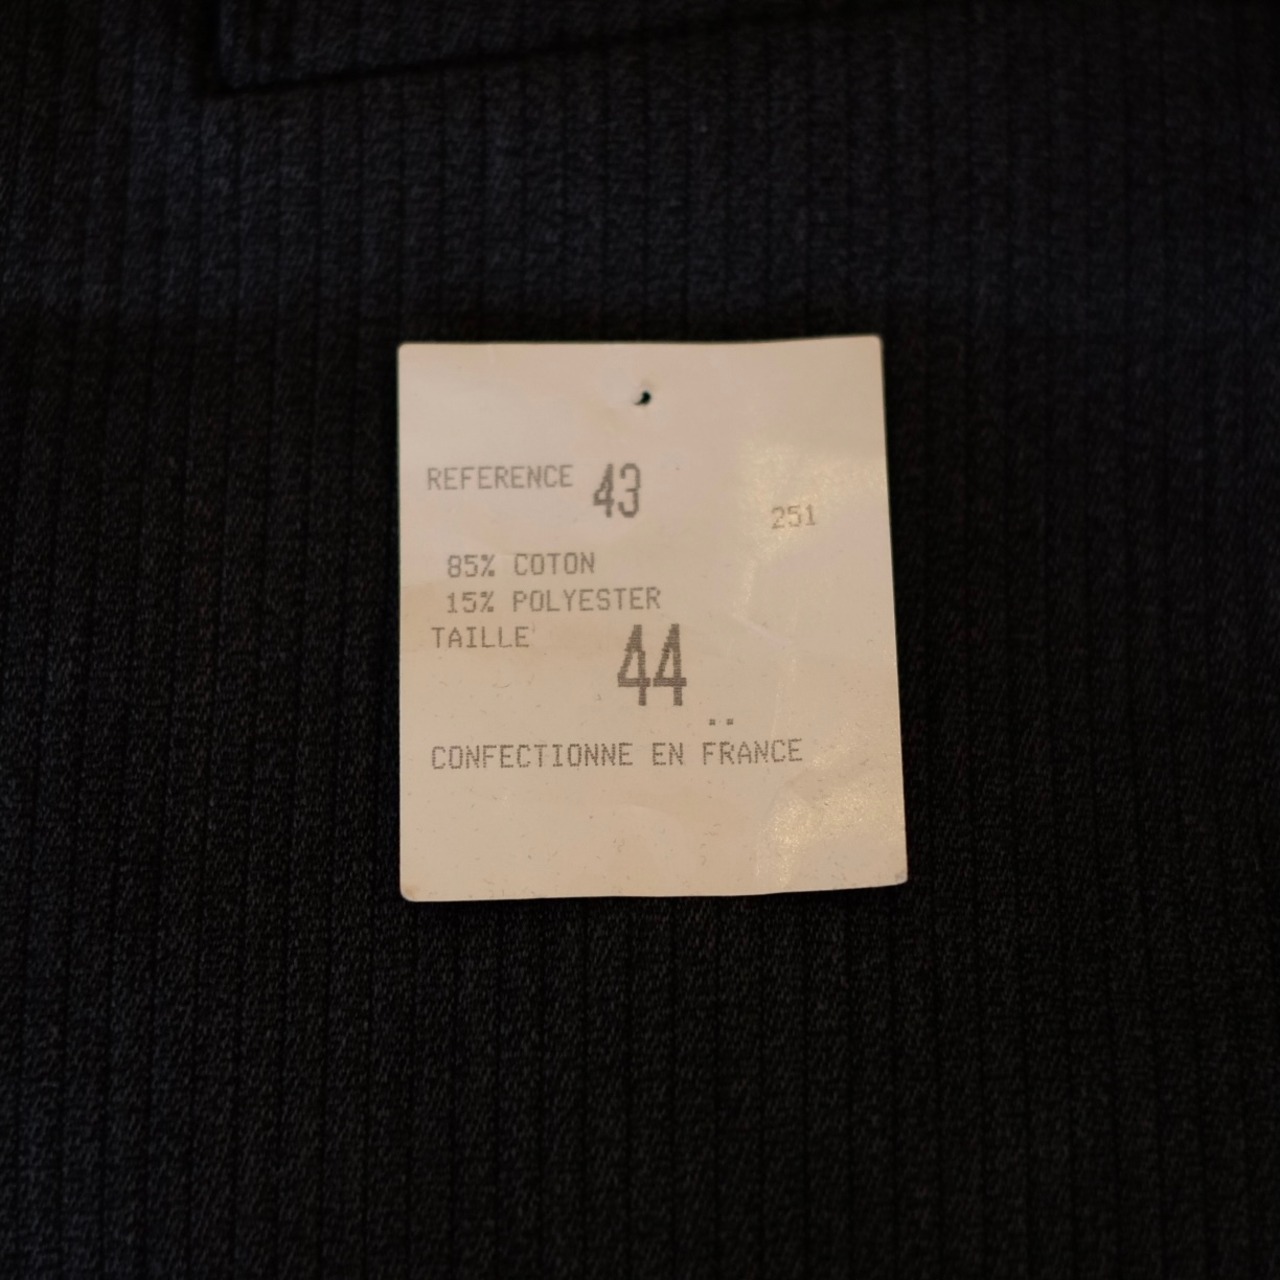 REFERENCE 43
251
85% COTON
15% POLYESTER
TAILLE 44
..
CONFECTIONNE EN FRANCE